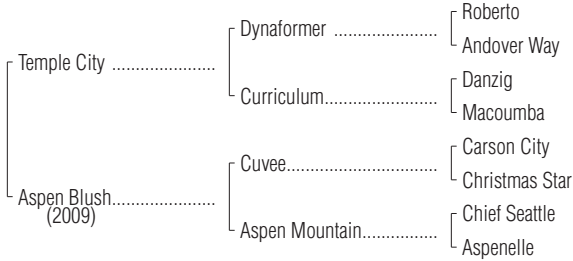 Roberto
Dynaformer ....................
Andover Way
Temple City ......................
Danzig
Curriculum......................
Macoumba
Carson City
Cuvee.............................
Christmas Star
Aspen Blush......................
(2009)
Chief Seattle
Aspen Mountain...............
Aspenelle